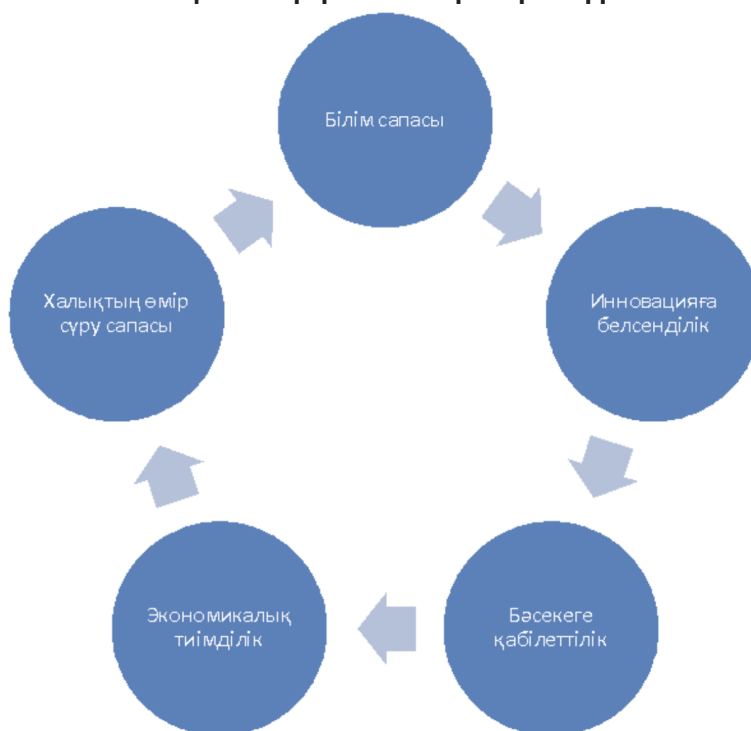 Білім сапасы
Инновацияға
белсенділік
Бәсекеге
қабілеттілік
Экономикалық
тиімділік
Халықтың өмір
сүру сапасы